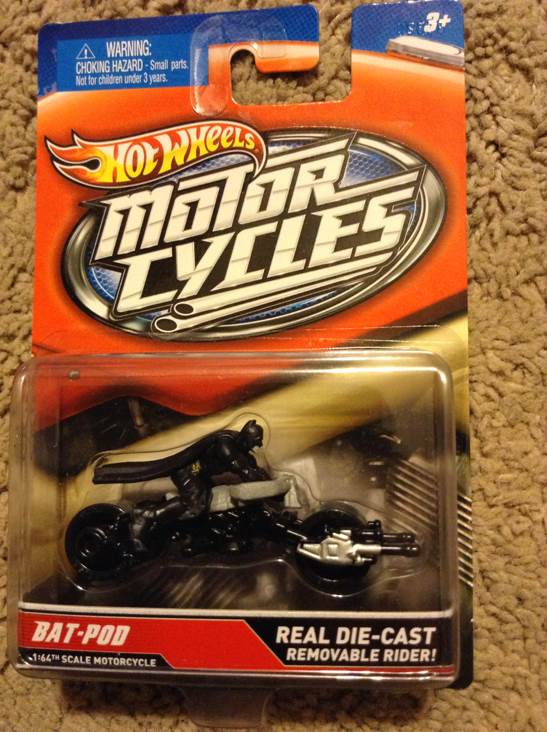 WARNING:
CHOKING HAZARD - Small parts.
Not for children under 3 years.
3+
HOT WHEELS
MOTOR
CYCLES
BAT-POD
1:64TH SCALE MOTORCYCLE
REAL DIE-CAST
REMOVABLE RIDER!